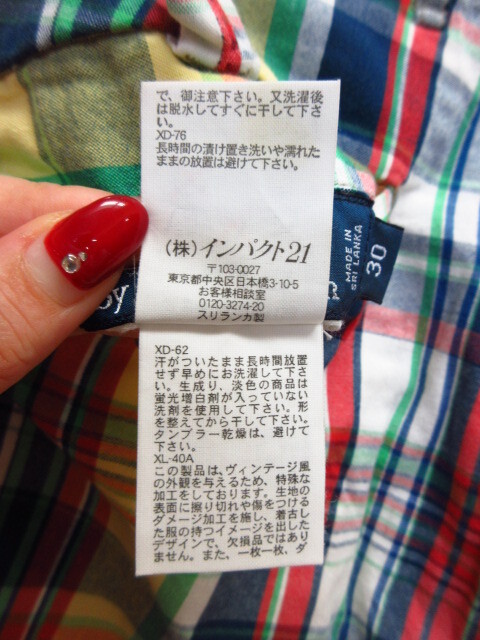 で、御注意下さい。又洗濯後
は脱水してすぐに干して下さ
い。
XD-76
長時間の漬け置き洗いや濡れた
ままの放置は避けて下さい。
(株)インパクト21
〒103-0027
東京都中央区日本橋3-10-5
お客様相談室
0120-3274-20
スリランカ製
MADE IN
SRI LANKA
30
by
XD-62
汗がついたまま長時間放置
せず早めにお洗濯して下さ
い。生成り、淡色の商品は
蛍光増白剤が入っていない
洗剤を使用して下さい。形
を整えてから干して下さい。
タンブラー乾燥は、避けて
下さい。
XL-40A
この製品は、ヴィンテージ風
の外観を与えるため、特殊な
加工をしております。生地の
表面に擦り切れや傷をつける
ダメージ加工を施し、着古し
た服の持つイメージを出した
デザインで、欠損品ではあり
ません。また、一枚一枚、ダ